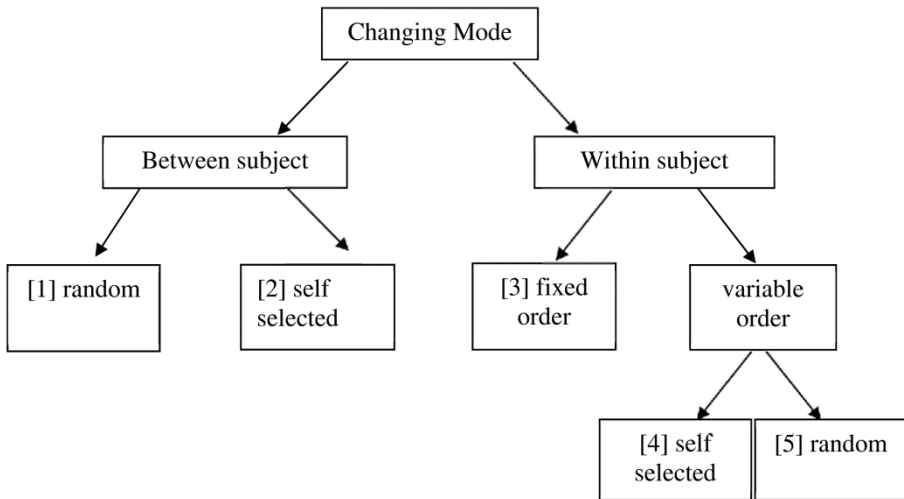 Changing Mode
Between subject
Within subject
[1] random
[2] self
selected
[3] fixed
order
variable
order
[4] self
selected
[5] random